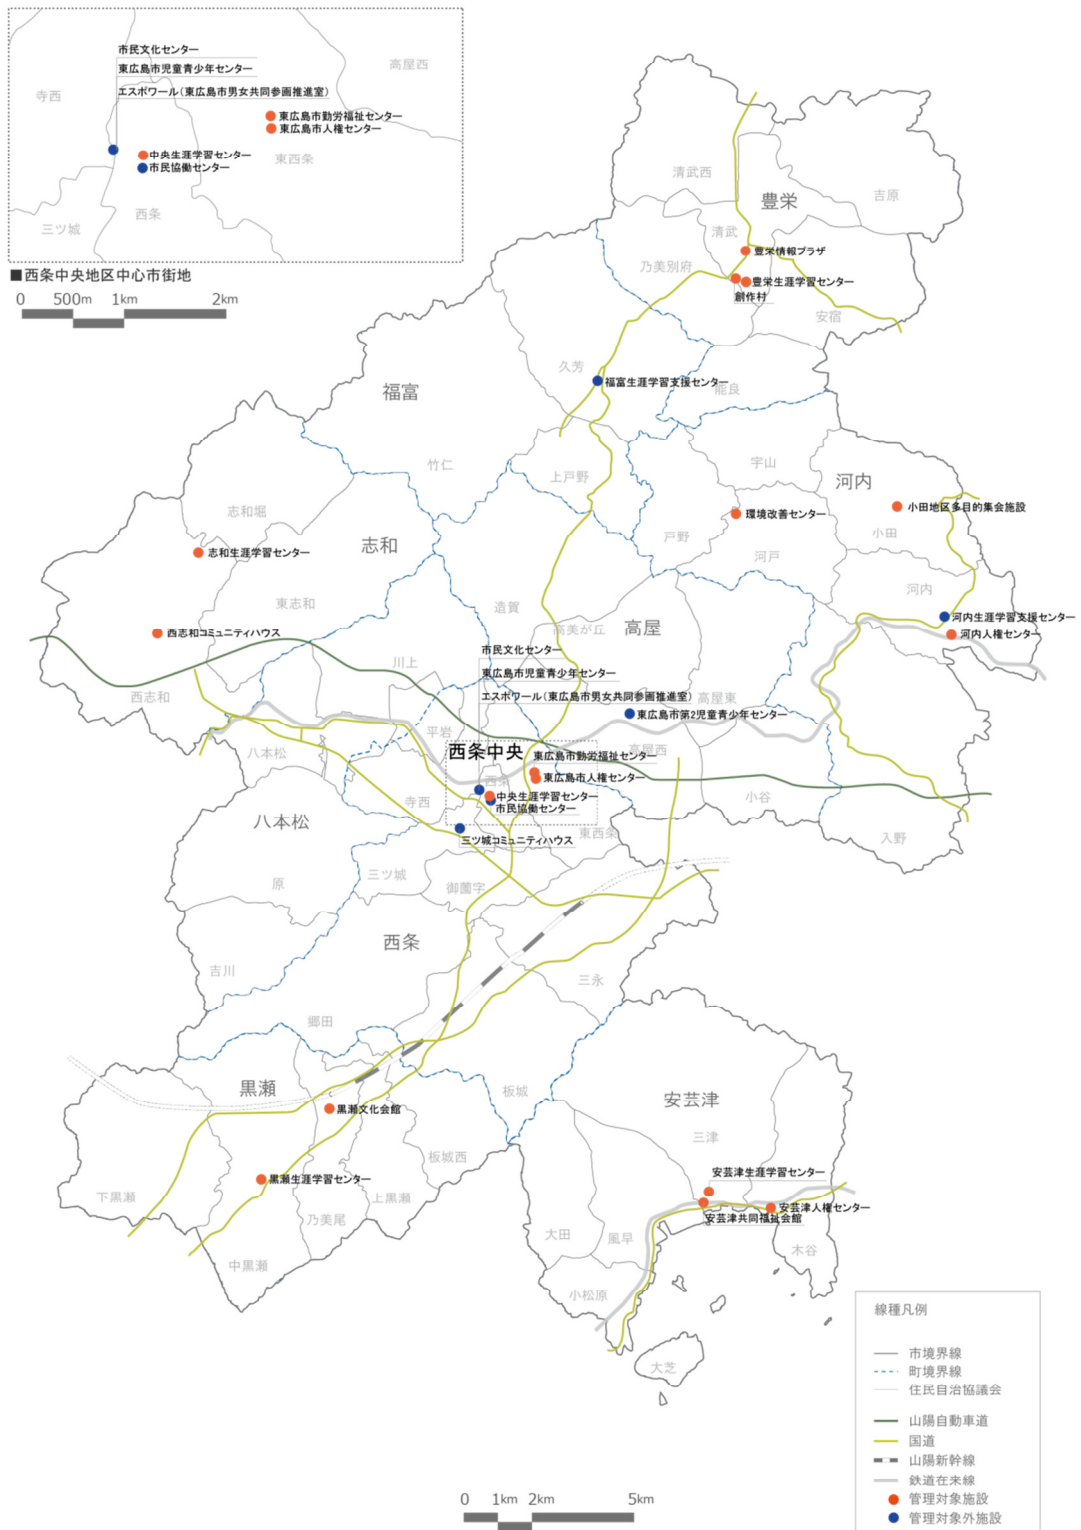 市民文化センター
東広島市児童青少年センター
エスポワール(東広島市男女共同参画推進室)
高屋西
寺西
東広島市勤労福祉センター
東広島市人権センター
中央生涯学習センター
市民協働センター
東西条
西条
三ツ城
■西条中央地区中心市街地
0 500m 1km 2km
清武西
豊栄
吉原
清武
乃美別府
豊栄情報プラザ
豊栄生涯学習センター
創作村
安宿
久芳
福富生涯学習支援センター
能良
福富
竹仁
上戸野
宇山
河内
志和堀
環境改善センター
小田地区多目的集会施設
戸野
小田
志和
志和生涯学習センター
河戸
河内
東志和
造賀
高美が丘
高屋
河内生涯学習支援センター
河内人権センター
西志和コミュニティハウス
市民文化センター
川上
東広島市児童青少年センター
西志和
エスポワール(東広島市男女共同参画推進室)
高屋東
東広島市第2児童青少年センター
平岩
八本松
西条中央
高屋西
東広島市勤労福祉センター
東広島市人権センター
西条
中央生涯学習センター
市民協働センター
寺西
小谷
八本松
東西条
三ツ城コミュニティハウス
入野
原
三ツ城
御薗宇
西条
吉川
三永
郷田
黒瀬
板城
安芸津
黒瀬文化会館
三津
板城西
安芸津生涯学習センター
黒瀬生涯学習センター
下黒瀬
上黒瀬
安芸津人権センター
安芸津共同福祉会館
乃美尾
大田
風早
木谷
中黒瀬
小松原
大芝
線種凡例
市境界線
町境界線
住民自治協議会
山陽自動車道
国道
山陽新幹線
鉄道在来線
管理対象施設
管理対象外施設
0 1km 2km 5km